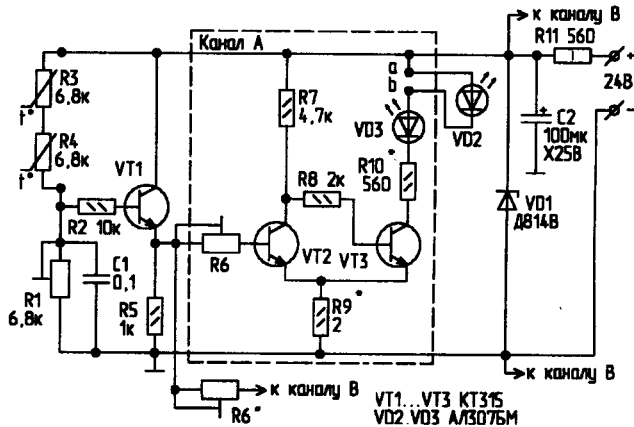 к каналу В
R11 560
Канал А
+
24В
-
R3
6,8к
t°
R4
6,8к
t°
a
b
R7
4,7к
VD3
VD2
C2
100мк
Х25В
+
VT1
R2 10к
R8 2к
R10*
560
VD1
Д814В
R6
VT2
VT3
R1
6,8к
C1
0,1
R5
1к
R9*
2
к каналу В
к каналу В
R6*
VT1...VT3 КТ315
VD2,VD3 АЛ307БМ